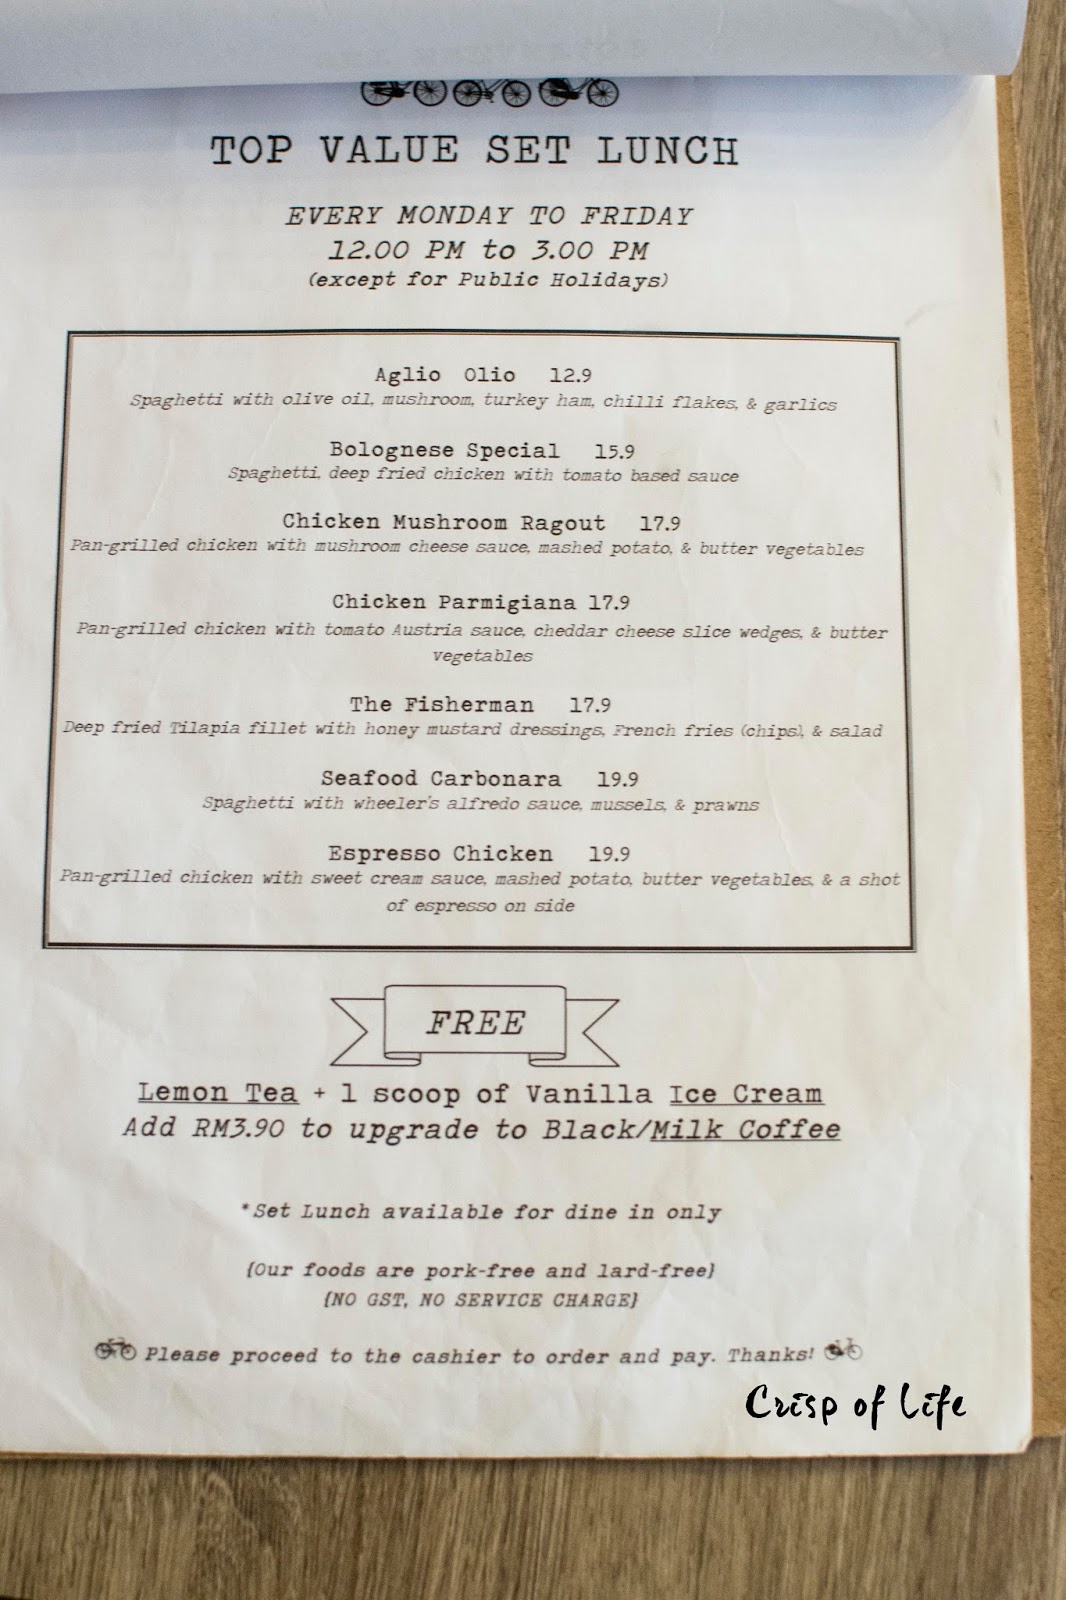 TOP VALUE SET LUNCH
EVERY MONDAY TO FRIDAY
12.00 PM to 3.00 PM
(except for Public Holidays)
Aglio Olio 12.9
Spaghetti with olive oil, mushroom, turkey ham, chilli flakes, & garlics
Bolognese Special 15.9
Spaghetti, deep fried chicken with tomato based sauce
Chicken Mushroom Ragout 17.9
Pan-grilled chicken with mushroom cheese sauce, mashed potato, & butter vegetables
Chicken Parmigiana 17.9
Pan-grilled chicken with tomato Austria sauce, cheddar cheese slice wedges, & butter
vegetables
The Fisherman 17.9
Deep fried Tilapia fillet with honey mustard dressings, French fries (chips), & salad
Seafood Carbonara 19.9
Spaghetti with wheeler's alfredo sauce, mussels, & prawns
Espresso Chicken 19.9
Pan-grilled chicken with sweet cream sauce, mashed potato, butter vegetables, & a shot
of espresso on side
FREE
Lemon Tea + 1 scoop of Vanilla Ice Cream
Add RM3.90 to upgrade to Black/Milk Coffee
*Set Lunch available for dine in only
{Our foods are pork-free and lard-free}
{NO GST, NO SERVICE CHARGE}
Please proceed to the cashier to order and pay. Thanks!
Crisp of Life